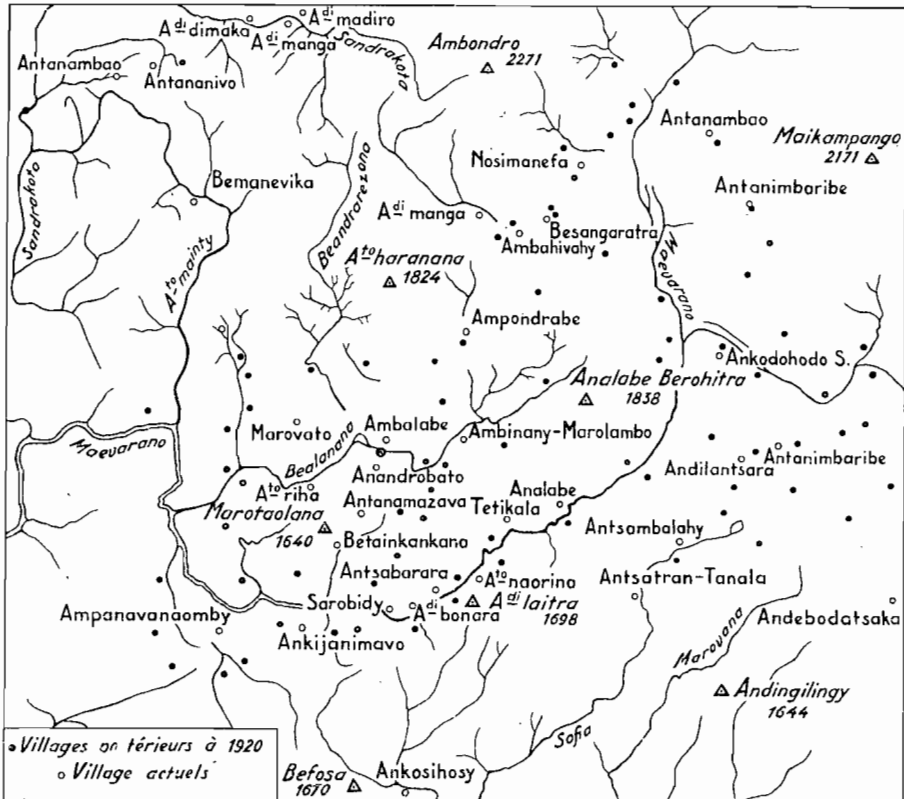 A^di madiro
A^di dimaka
A^di manga
Sandrakota
Ambondro
2271
Antanambao
Antananivo
Antanambao
Maikampango
2171
Nosimanefa
Bemanevika
Antanimbaribe
Sandrakoto
Beandrarezona
A^di manga
Besangaratra
Ambahivahy
Maevarano
A^to mainty
A^to haranana
1824
Ampondrabe
Ankodohodo S.
Analabe Berohitra
1838
Marovato
Ambalabe
Ambinany-Marolambo
Maevarano
Bealanana
Anandrobato
Andilantsara
Antanimbaribe
A^to riha
Antanamazava
Analabe
Tetikala
Marotaolana
1640
Betainkankana
Antsambalahy
Antsabarara
A^to naorina
Antsatran-Tanala
Sarobidy
A^di bonara
A^di laitra
1698
Ampanavanaomby
Ankijanimavo
Andebodatsaka
Marovana
Andingilingy
1644
Sofia
Villages an térieurs à 1920
Village actuels
Befosa
1670
Ankosihosy